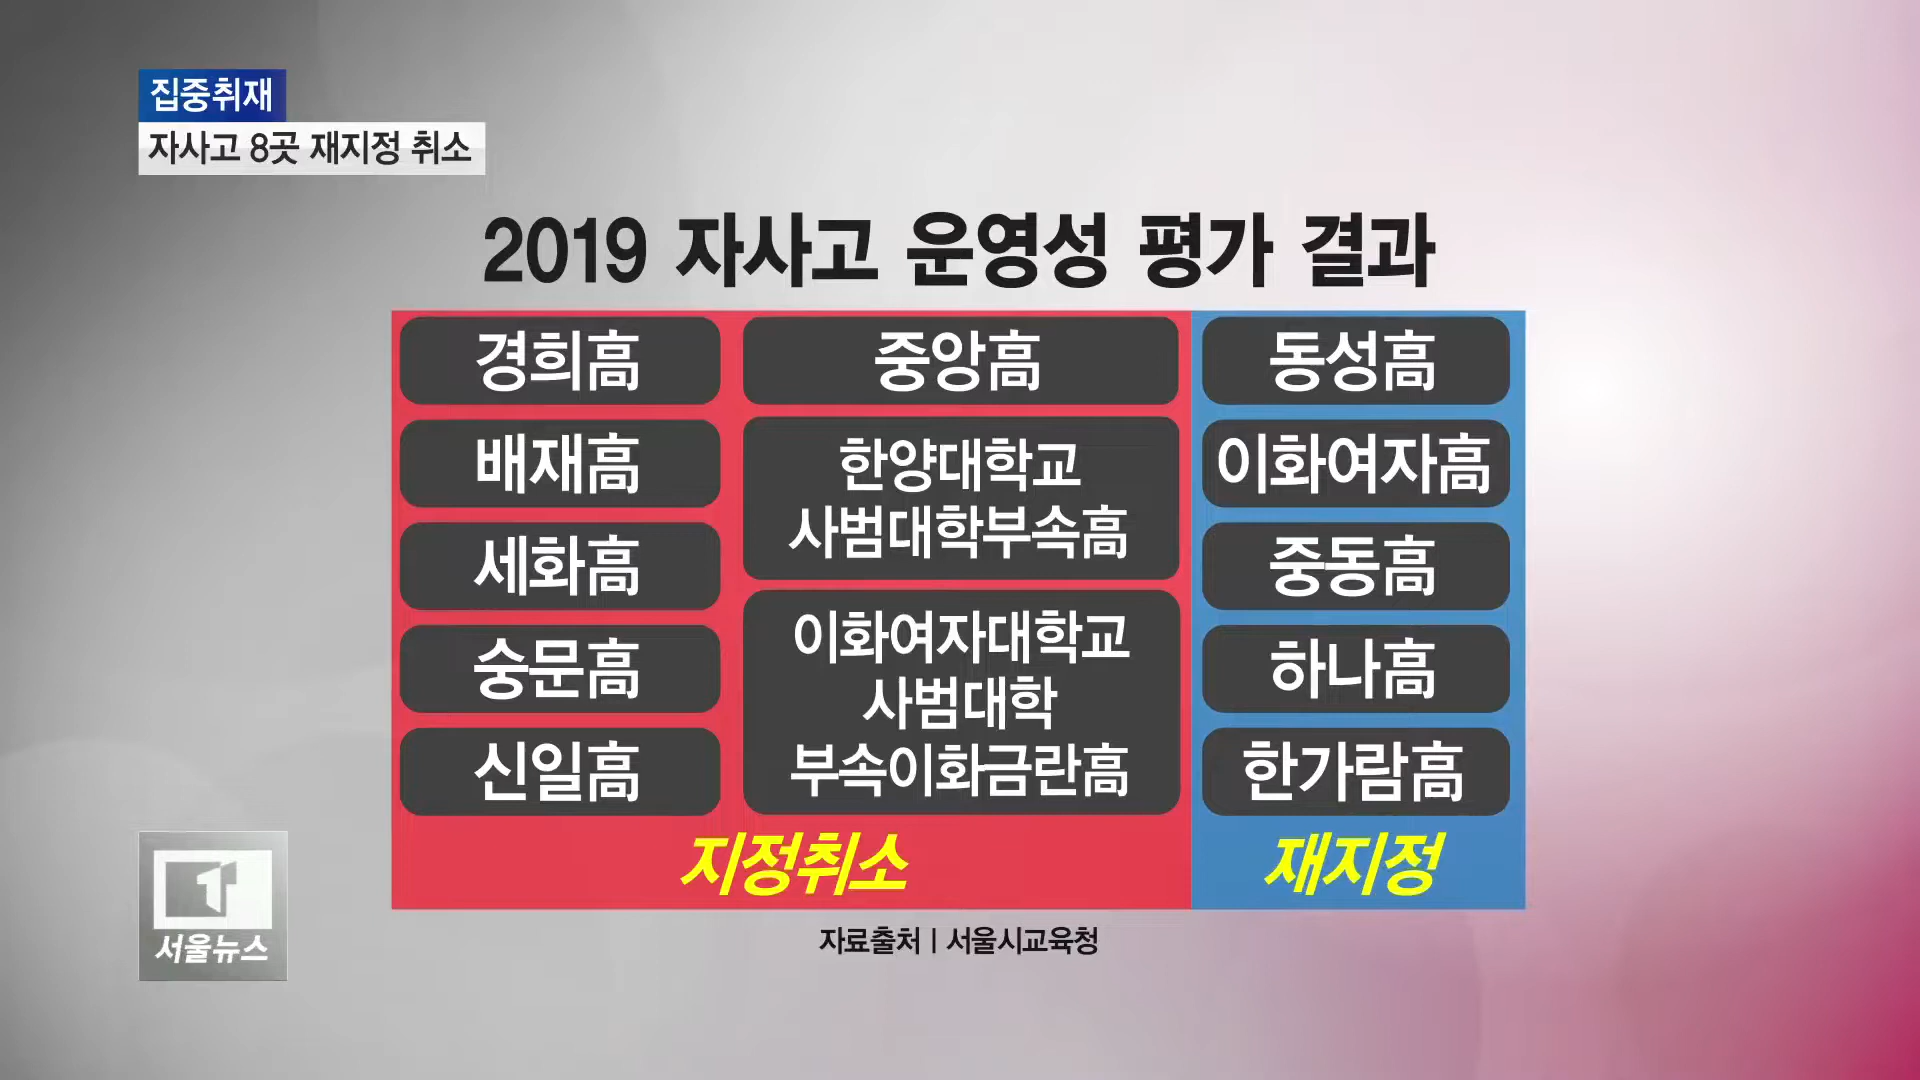 집중취재
자사고 8곳 재지정 취소
2019 자사고 운영성 평가 결과
경희高
배재高
세화高
숭문高
신일高
중앙高
한양대학교
사범대학부속高
이화여자대학교
사범대학
부속이화금란高
지정취소
동성高
이화여자高
중동高
하나高
한가람高
재지정
자료출처 | 서울시교육청
1
서울뉴스